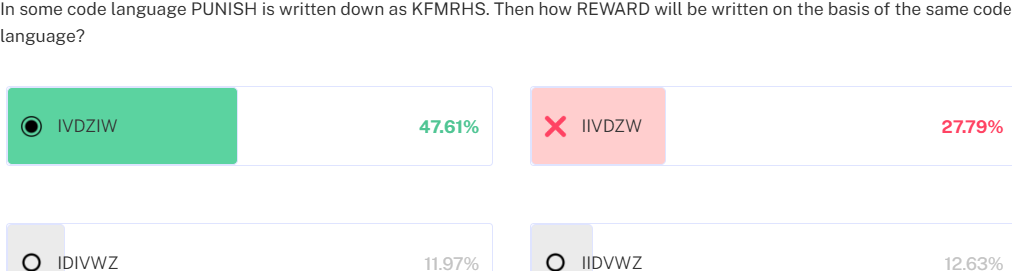 In some code language PUNISH is written down as KFMRHS. Then how REWARD will be written on the basis of the same code
language?
IVDZIW 47.61%
IIVDZW 27.79%
IDIVWZ 11.97%
IIDVWZ 12.63%